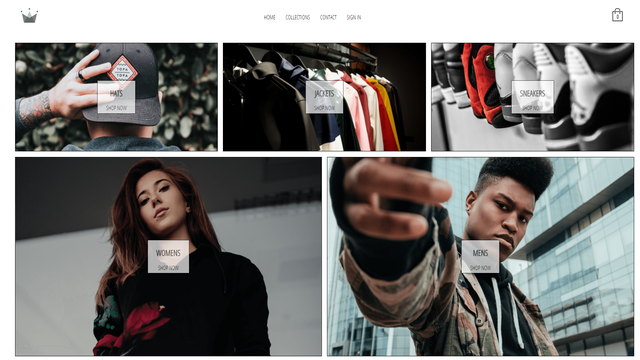 HOME COLLECTIONS CONTACT SIGN IN
0
HATS
SHOP NOW
JACKETS
SHOP NOW
SNEAKERS
SHOP NOW
WOMENS
SHOP NOW
MENS
SHOP NOW